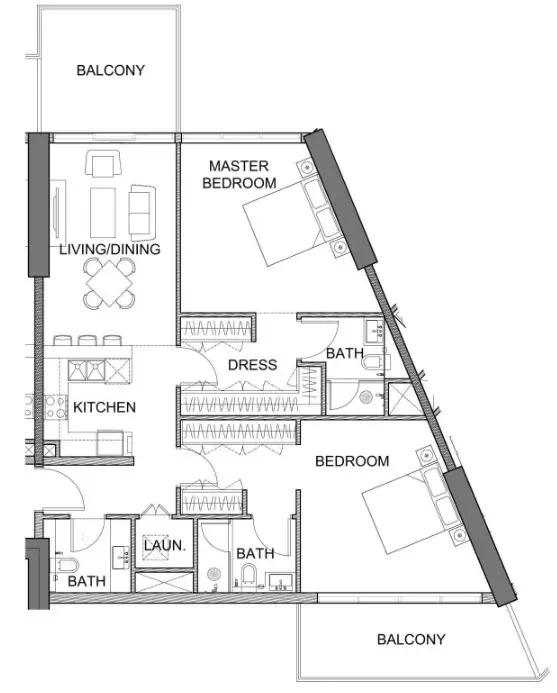 BALCONY
MASTER
BEDROOM
LIVING/DINING
DRESS
BATH
KITCHEN
BEDROOM
LAUN.
BATH
BATH
BALCONY